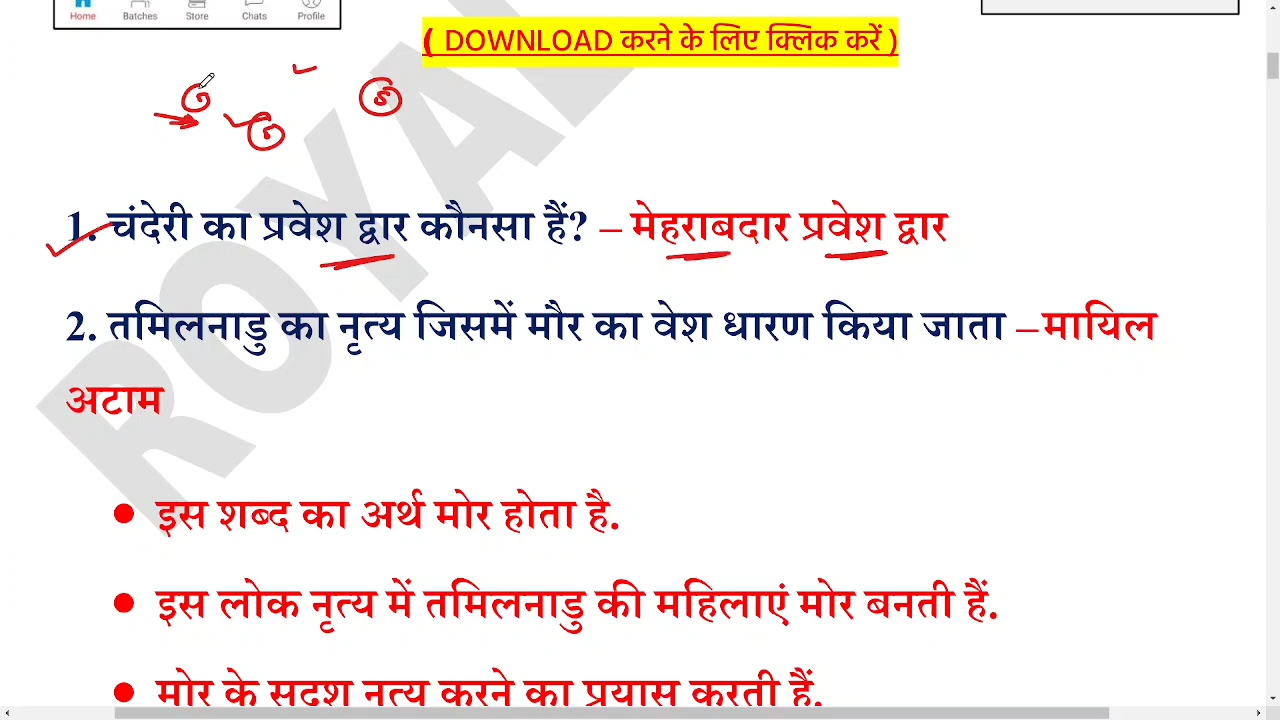 Home Batches Store Chats Profile
( DOWNLOAD करने के लिए क्लिक करें )
1. चंदेरी का प्रवेश द्वार कौनसा हैं? – मेहराबदार प्रवेश द्वार
2. तमिलनाडु का नृत्य जिसमें मौर का वेश धारण किया जाता –मायिल
अटाम
● इस शब्द का अर्थ मोर होता है.
● इस लोक नृत्य में तमिलनाडु की महिलाएं मोर बनती हैं.
● मोर के सदृश नृत्य करने का प्रयास करती हैं.
ROYAL